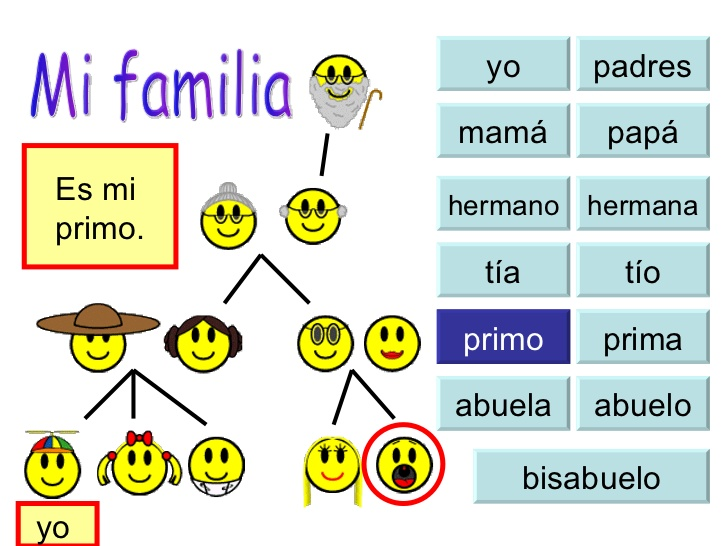 Mi familia
Es mi
primo.
yo
yo padres
mamá papá
hermano hermana
tía tío
primo prima
abuela abuelo
bisabuelo